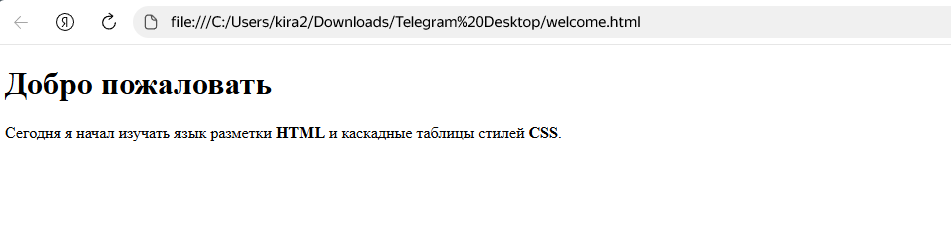 Я
file:///C:/Users/kira2/Downloads/Telegram%20Desktop/welcome.html
Добро пожаловать
Сегодня я начал изучать язык разметки HTML и каскадные таблицы стилей CSS.